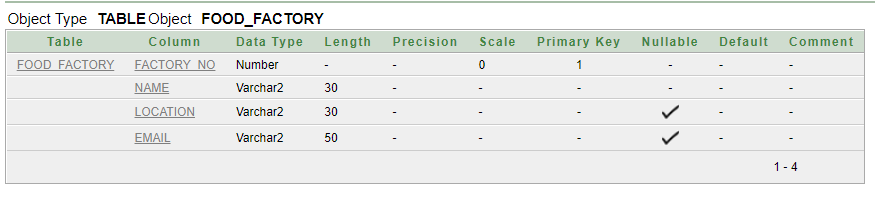 Object Type TABLE Object FOOD_FACTORY
Table Column Data Type Length Precision Scale Primary Key Nullable Default Comment
FOOD_FACTORY FACTORY_NO Number - - 0 1 - - -
NAME Varchar2 30 - - - - - -
LOCATION Varchar2 30 - - - ✓ - -
EMAIL Varchar2 50 - - - ✓ - -
1 - 4